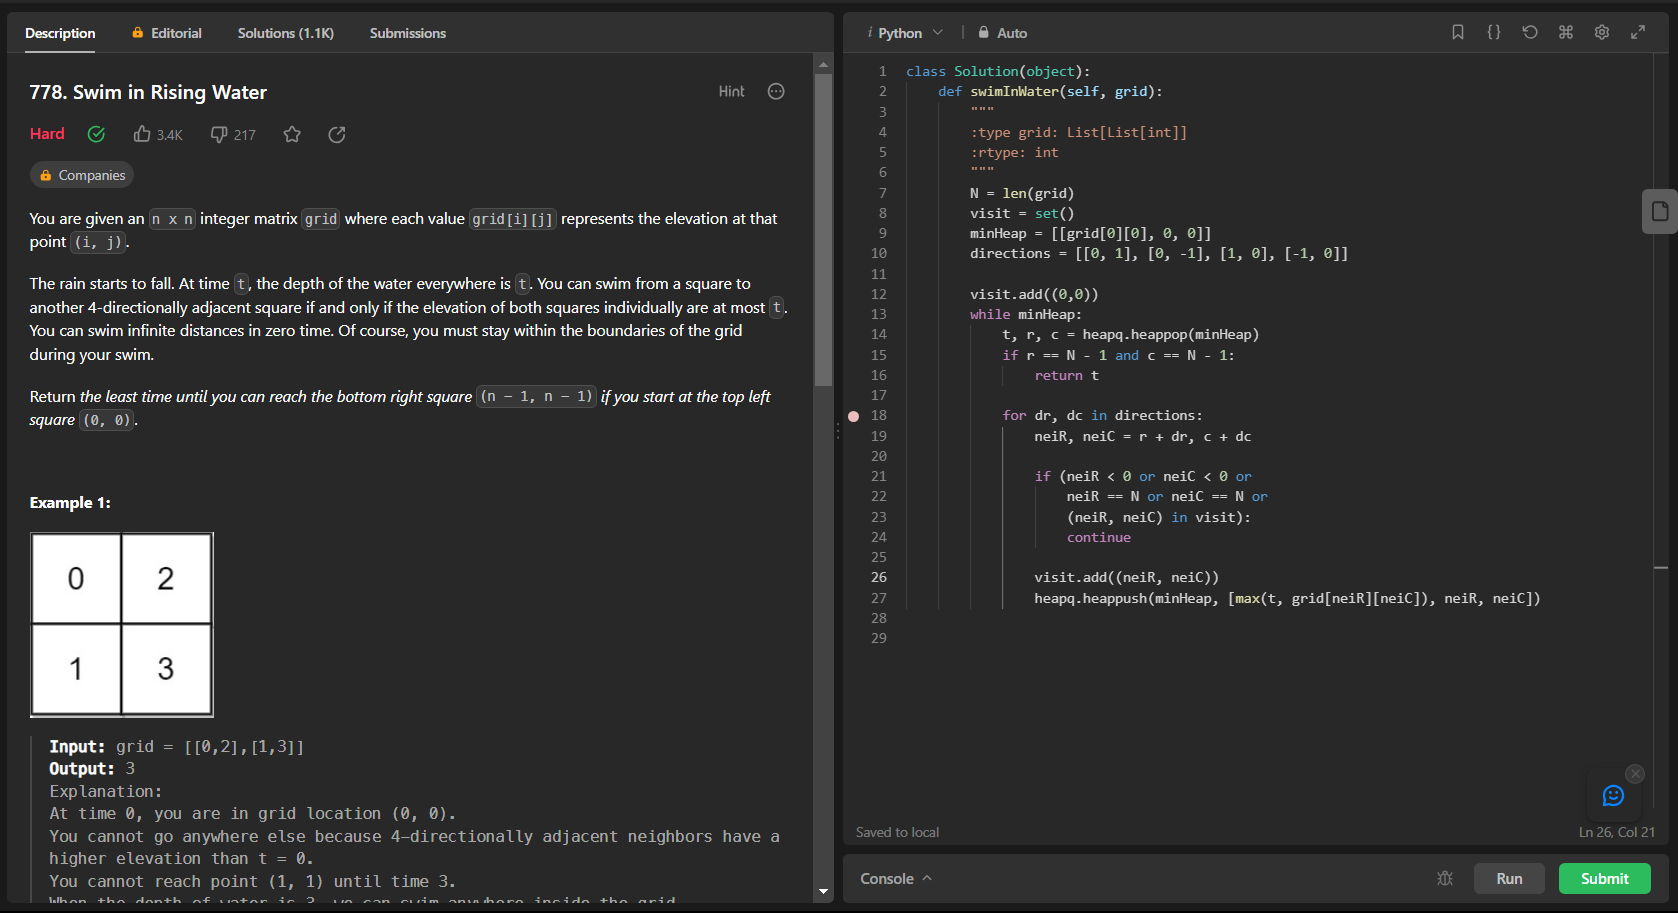 Description
Editorial
Solutions (1.1K)
Submissions
778. Swim in Rising Water
Hint
Hard
3.4K
217
Companies
You are given an n x n integer matrix grid where each value grid[i][j] represents the elevation at that
point (i, j).
The rain starts to fall. At time t, the depth of the water everywhere is t. You can swim from a square to
another 4-directionally adjacent square if and only if the elevation of both squares individually are at most t.
You can swim infinite distances in zero time. Of course, you must stay within the boundaries of the grid
during your swim.
Return the least time until you can reach the bottom right square (n - 1, n - 1) if you start at the top left
square (0, 0).
Example 1:
0 2
1 3
Input: grid = [[0,2],[1,3]]
Output: 3
Explanation:
At time 0, you are in grid location (0, 0).
You cannot go anywhere else because 4-directionally adjacent neighbors have a
higher elevation than t = 0.
You cannot reach point (1, 1) until time 3.
When the depth of water is 3, we can swim anywhere inside the grid.
i Python
Auto
1 class Solution(object):
2     def swimInWater(self, grid):
3         """
4         :type grid: List[List[int]]
5         :rtype: int
6         """
7         N = len(grid)
8         visit = set()
9         minHeap = [[grid[0][0], 0, 0]]
10         directions = [[0, 1], [0, -1], [1, 0], [-1, 0]]
11
12         visit.add((0,0))
13         while minHeap:
14             t, r, c = heapq.heappop(minHeap)
15             if r == N - 1 and c == N - 1:
16                 return t
17
18             for dr, dc in directions:
19                 neiR, neiC = r + dr, c + dc
20
21                 if (neiR < 0 or neiC < 0 or
22                     neiR == N or neiC == N or
23                     (neiR, neiC) in visit):
24                     continue
25
26                 visit.add((neiR, neiC))
27                 heapq.heappush(minHeap, [max(t, grid[neiR][neiC]), neiR, neiC])
28
29
Saved to local
Ln 26, Col 21
Console
Run
Submit